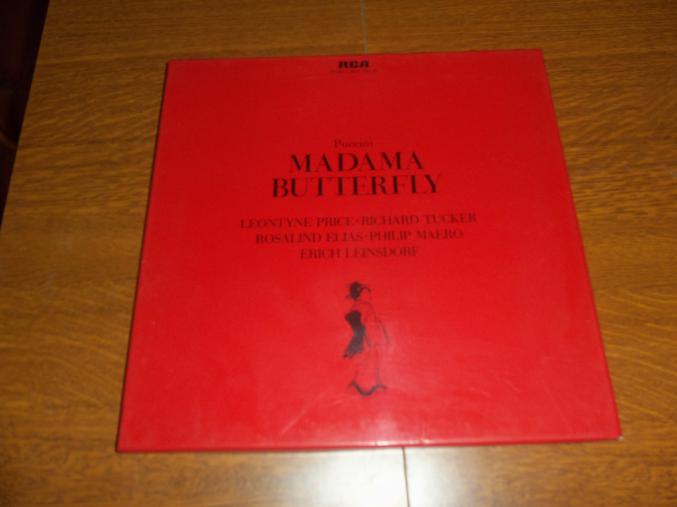 RCA
Puccini
MADAMA
BUTTERFLY
LEONTYNE PRICE·RICHARD TUCKER
ROSALIND ELIAS·PHILIP MAERO
ERICH LEINSDORF